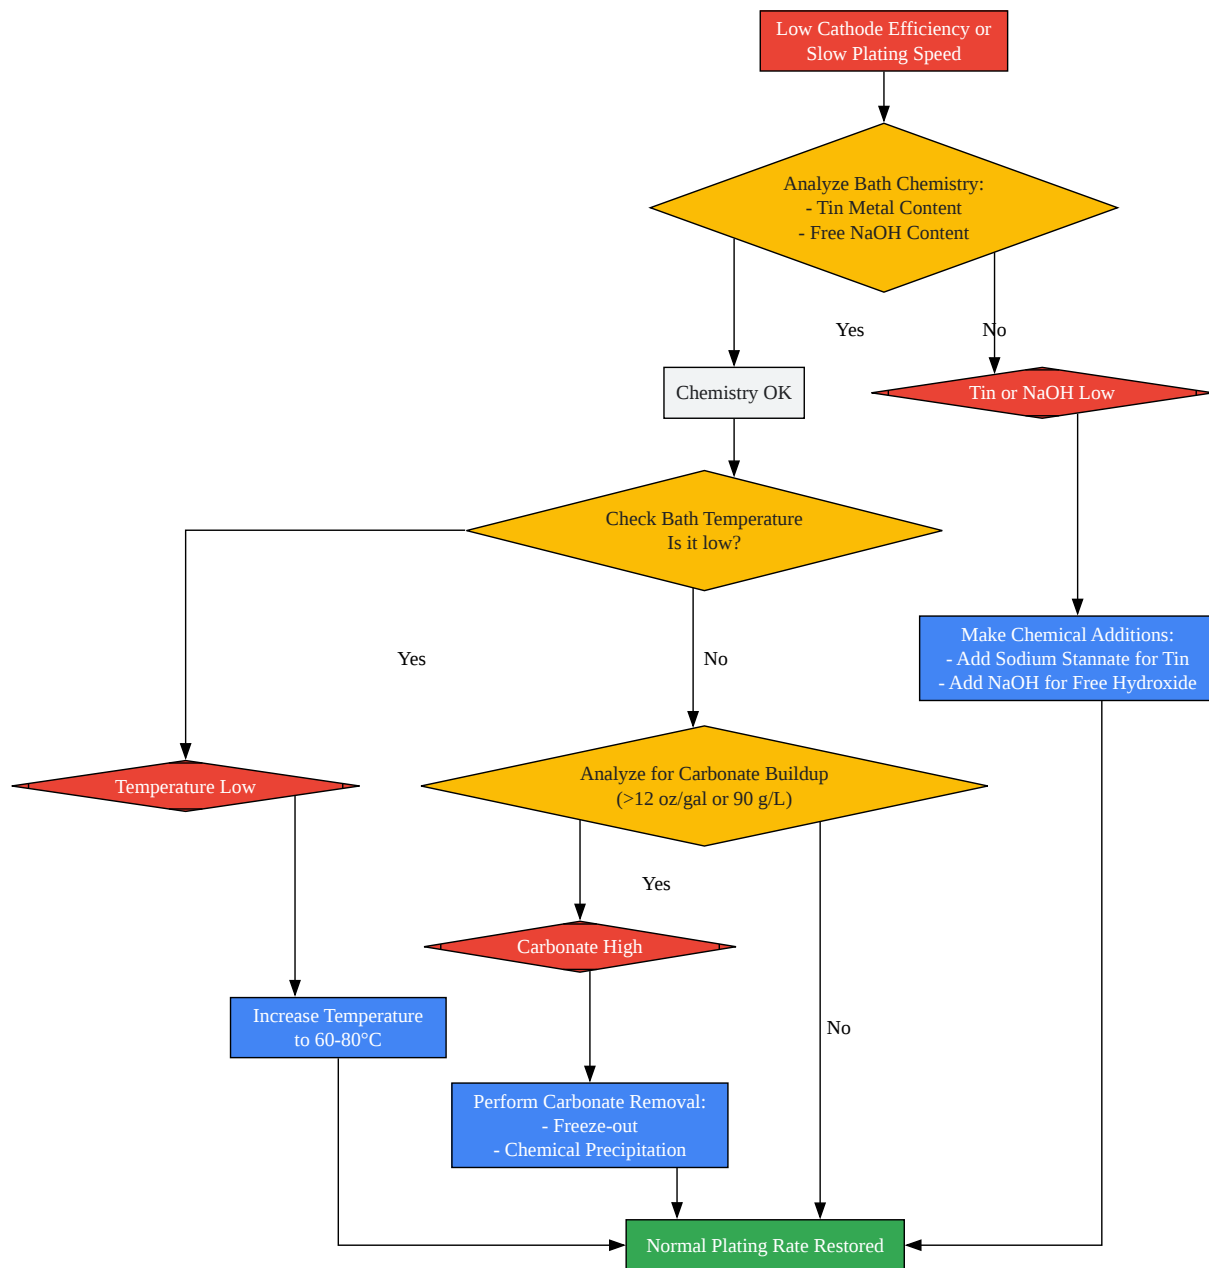 Low Cathode Efficiency or
Slow Plating Speed
Analyze Bath Chemistry:
- Tin Metal Content
- Free NaOH Content
Yes
No
Chemistry OK
Tin or NaOH Low
Check Bath Temperature
Is it low?
Make Chemical Additions:
- Add Sodium Stannate for Tin
- Add NaOH for Free Hydroxide
Yes
No
Temperature Low
Analyze for Carbonate Buildup
(>12 oz/gal or 90 g/L)
Yes
Carbonate High
Increase Temperature
to 60-80°C
No
Perform Carbonate Removal:
- Freeze-out
- Chemical Precipitation
Normal Plating Rate Restored